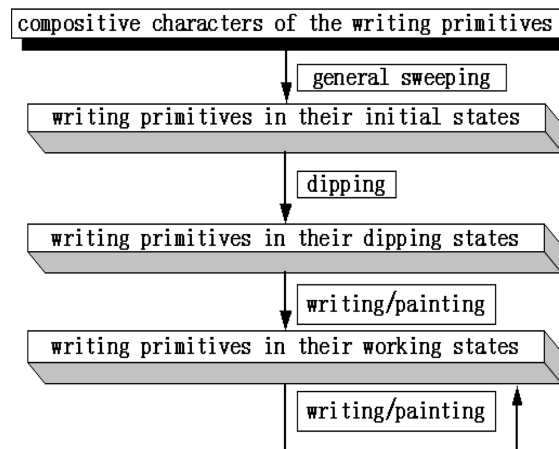 compositive characters of the writing primitives
general sweeping
writing primitives in their initial states
dipping
writing primitives in their dipping states
writing/painting
writing primitives in their working states
writing/painting